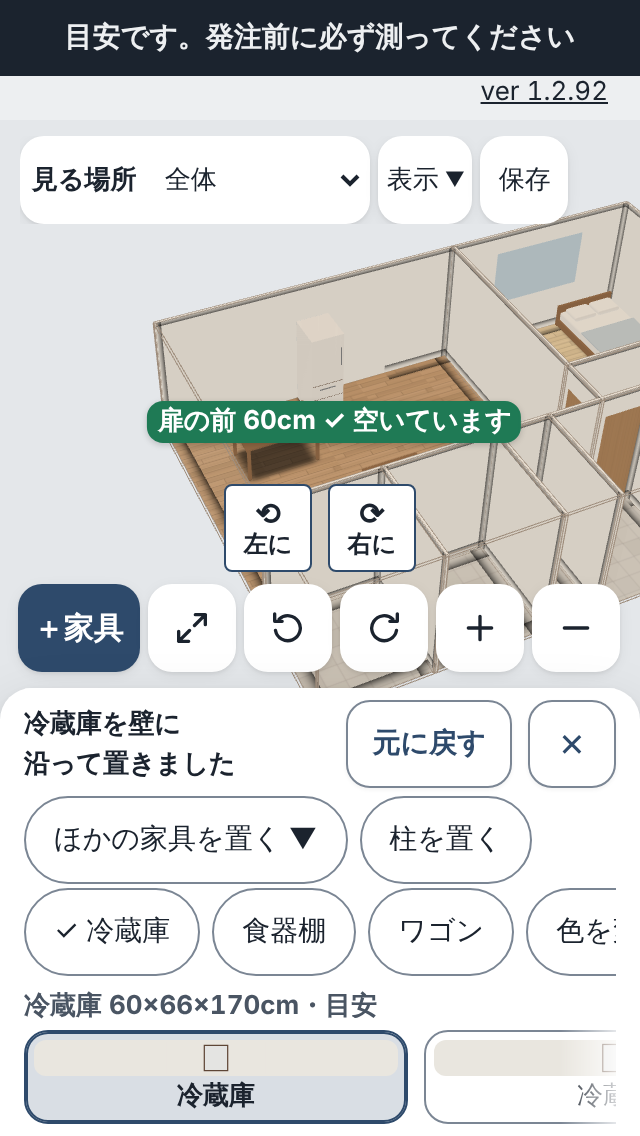 目安です。発注前に必ず測ってください
ver 1.2.92
見る場所 全体
表示 ▼
保存
扉の前 60cm ✓ 空いています
⟲ 左に
⟳ 右に
+家具
元に戻す
冷蔵庫を壁に
沿って置きました
ほかの家具を置く ▼
柱を置く
✓ 冷蔵庫
食器棚
ワゴン
色を
冷蔵庫 60×66×170cm・目安
冷蔵庫
冷蔵